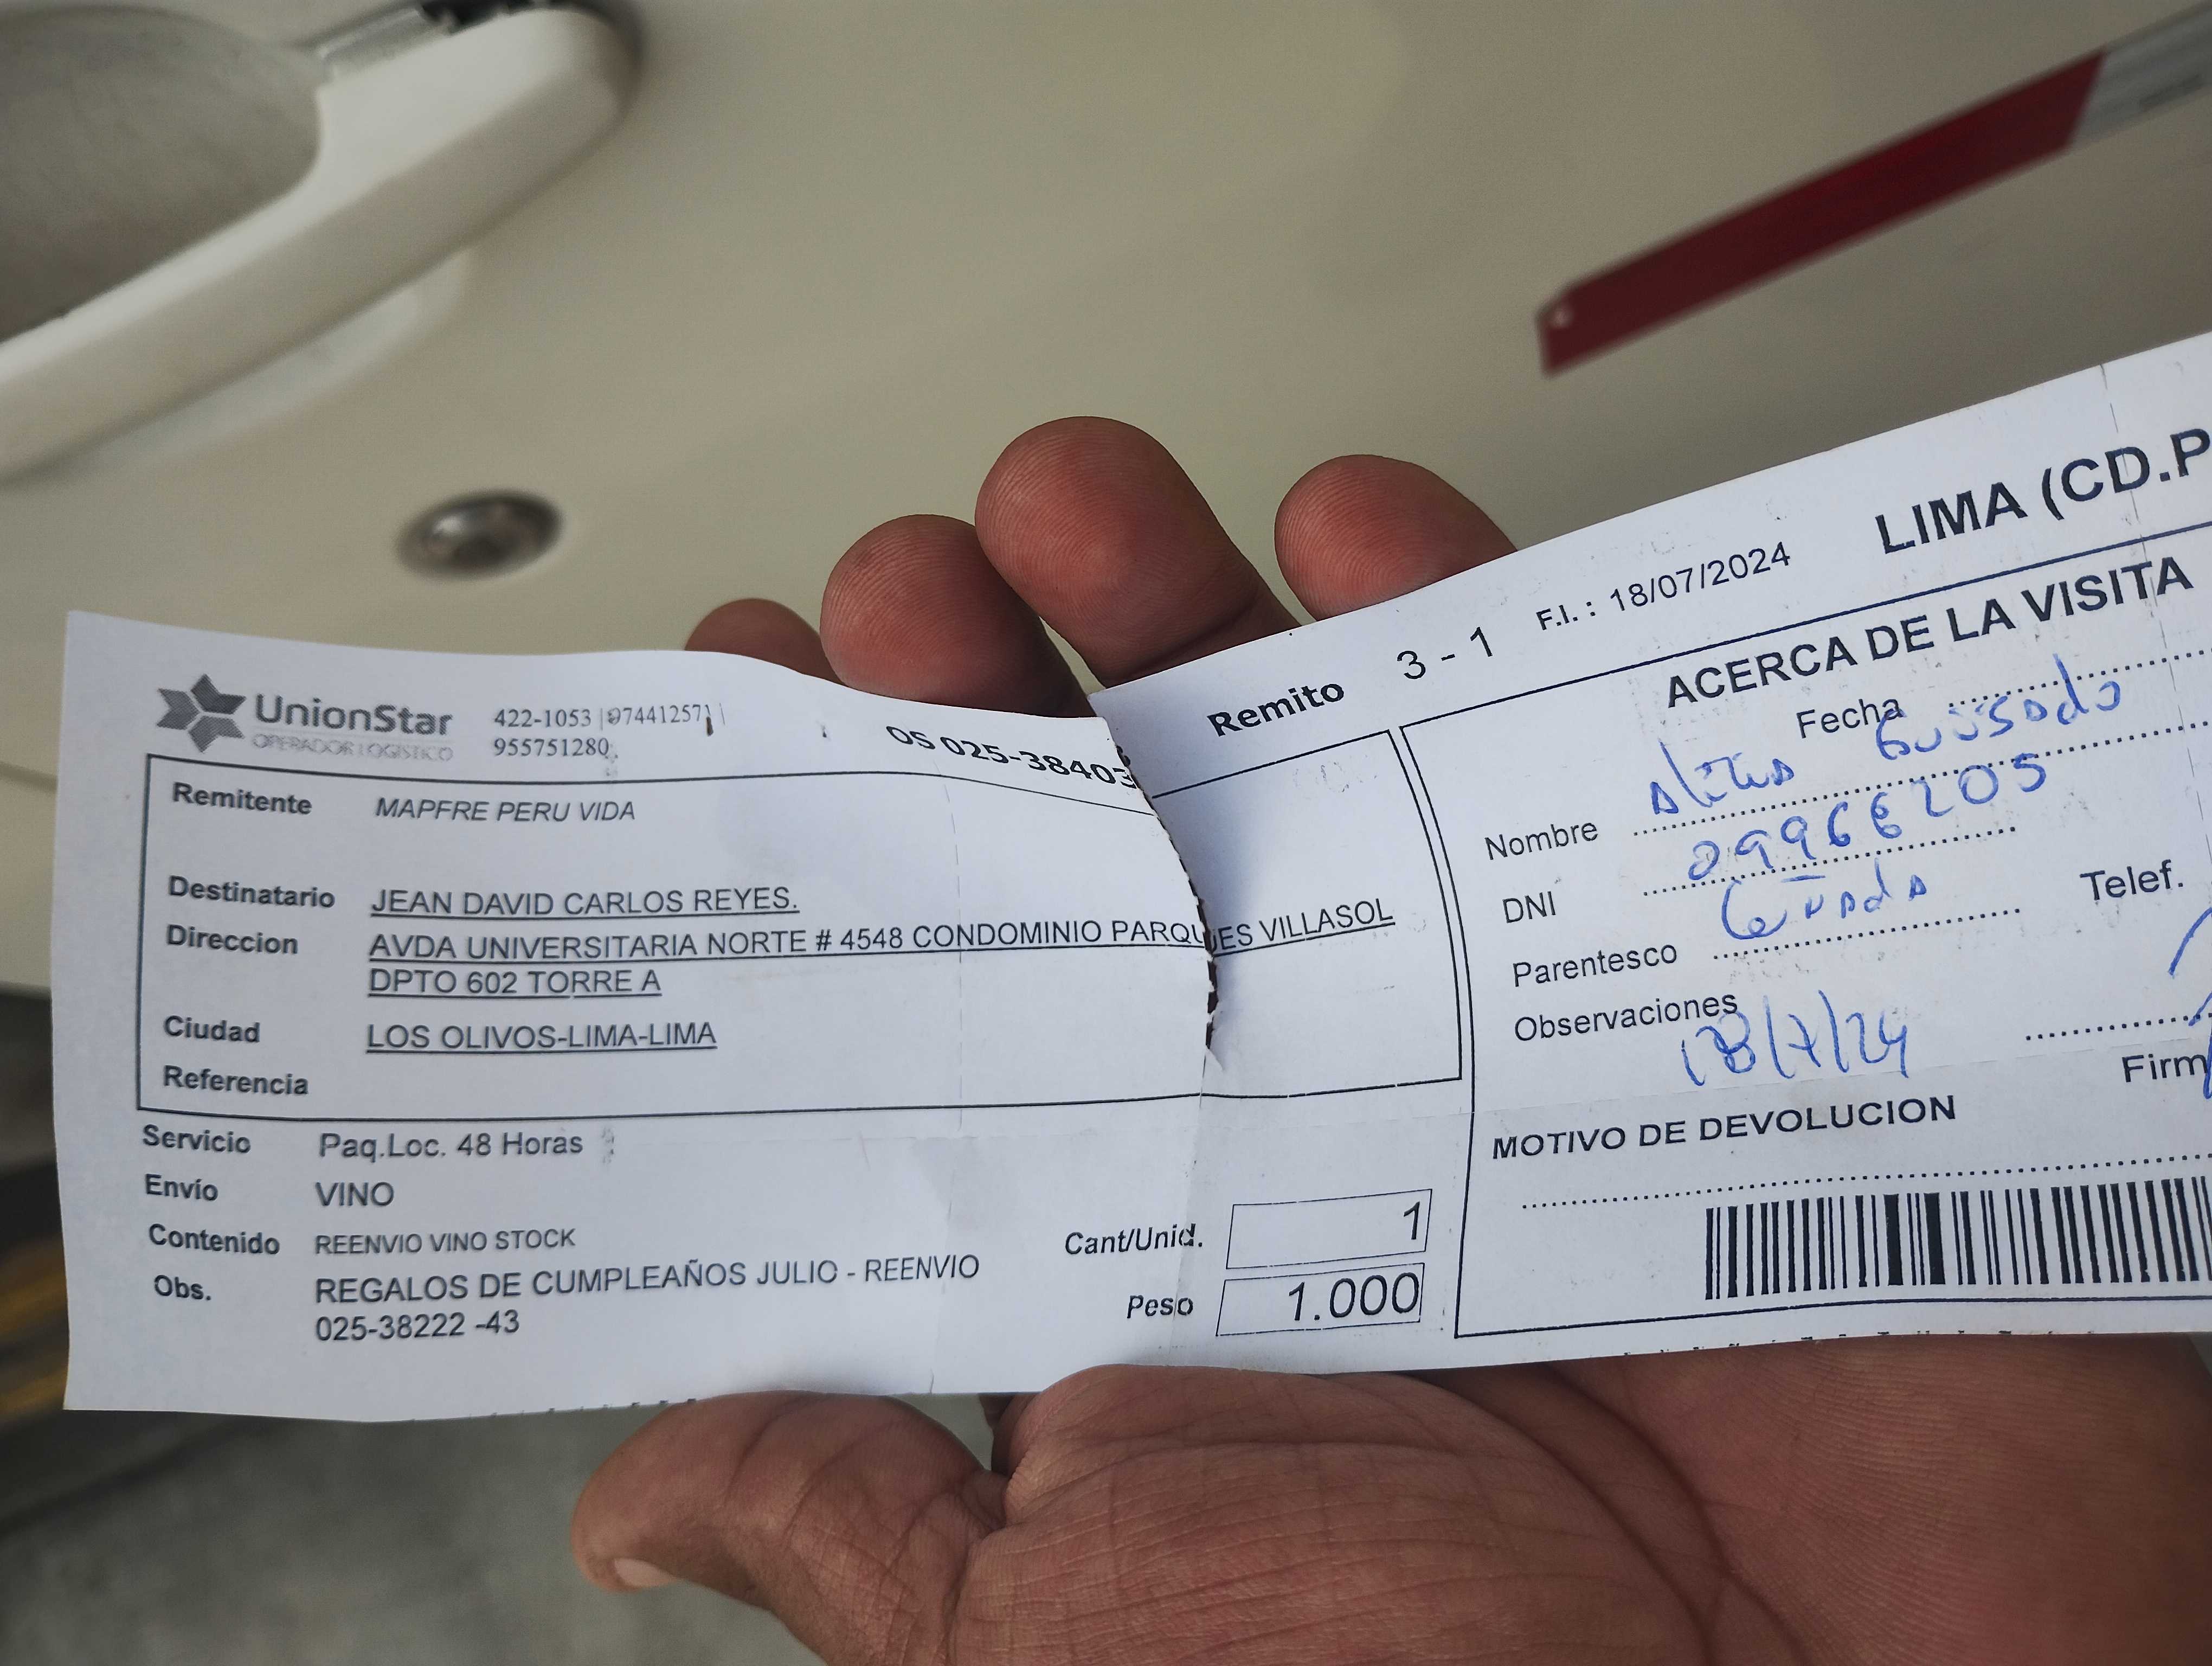 UnionStar
OPERADOR LOGISTICO
422-1053 | 974412571 |
955751280
OS 025-38403
Remito 3 - 1 F.I. : 18/07/2024 LIMA (CD.P
Remitente MAPFRE PERU VIDA
Destinatario JEAN DAVID CARLOS REYES.
Direccion AVDA UNIVERSITARIA NORTE # 4548 CONDOMINIO PARQUES VILLASOL
DPTO 602 TORRE A
Ciudad LOS OLIVOS-LIMA-LIMA
Referencia
Servicio Paq.Loc. 48 Horas
Envío VINO
Contenido REENVIO VINO STOCK
Obs. REGALOS DE CUMPLEAÑOS JULIO - REENVIO
025-38222 -43
Cant/Unid. 1
Peso 1.000
ACERCA DE LA VISITA
Fecha
Nombre
DNI 09966205
Parentesco Telef.
Observaciones
18/7/24
Firm
MOTIVO DE DEVOLUCION